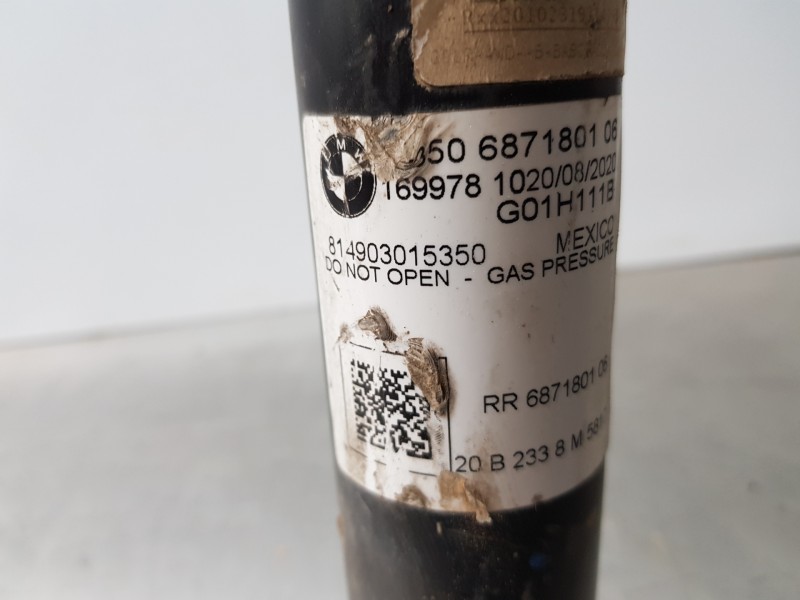 BMW
350 6871801 06
169978 1020/08/2020
G01H111B
814903015350 MEXICO
DO NOT OPEN - GAS PRESSURE
RR 6871801 06
20 B 233 8 M